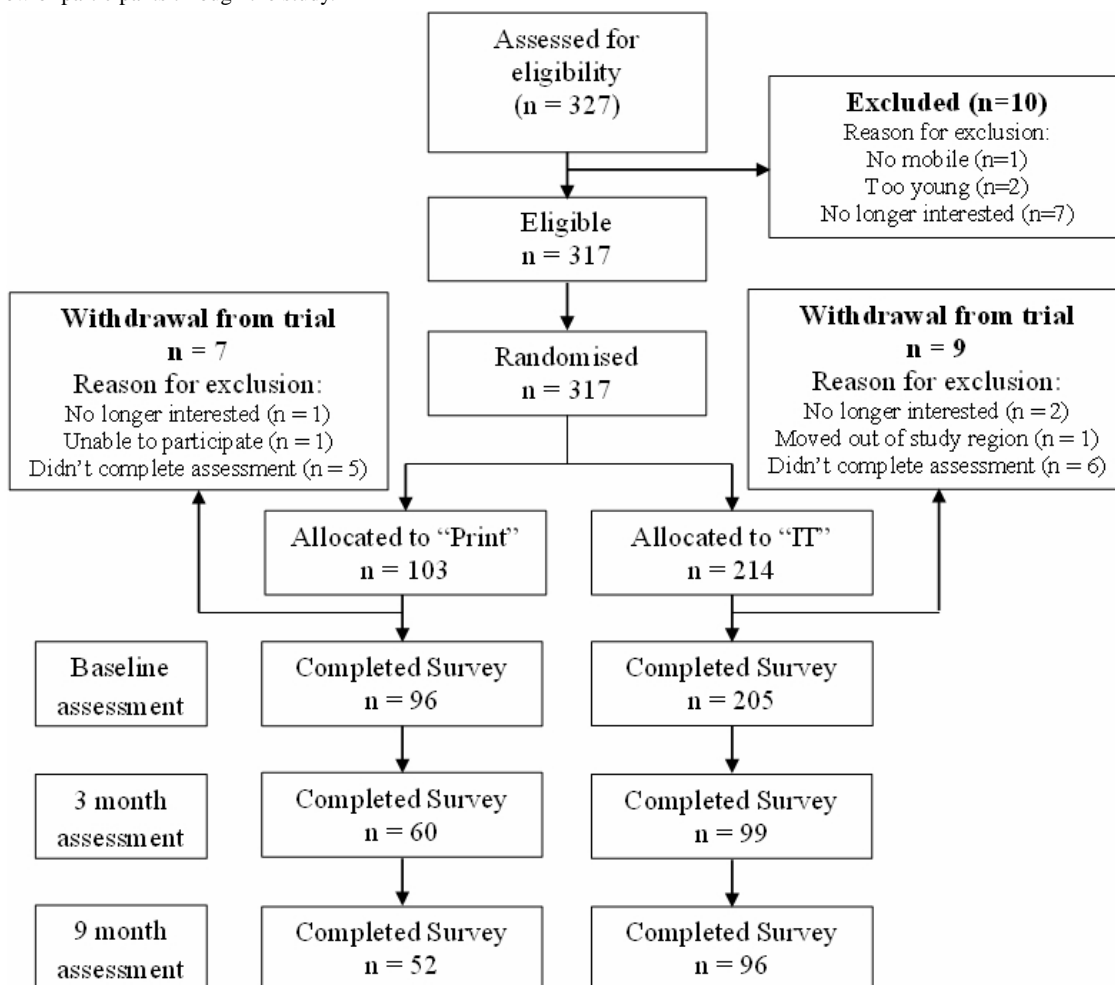 participants through the study.
Assessed for
eligibility
(n = 327)
Excluded (n=10)
Reason for exclusion:
No mobile (n=1)
Too young (n=2)
No longer interested (n=7)
Eligible
n = 317
Withdrawal from trial
n = 7
Reason for exclusion:
No longer interested (n = 1)
Unable to participate (n = 1)
Didn't complete assessment (n = 5)
Randomised
n = 317
Withdrawal from trial
n = 9
Reason for exclusion:
No longer interested (n = 2)
Moved out of study region (n = 1)
Didn't complete assessment (n = 6)
Allocated to “Print”
n = 103
Allocated to “IT”
n = 214
Baseline
assessment
Completed Survey
n = 96
Completed Survey
n = 205
3 month
assessment
Completed Survey
n = 60
Completed Survey
n = 99
9 month
assessment
Completed Survey
n = 52
Completed Survey
n = 96